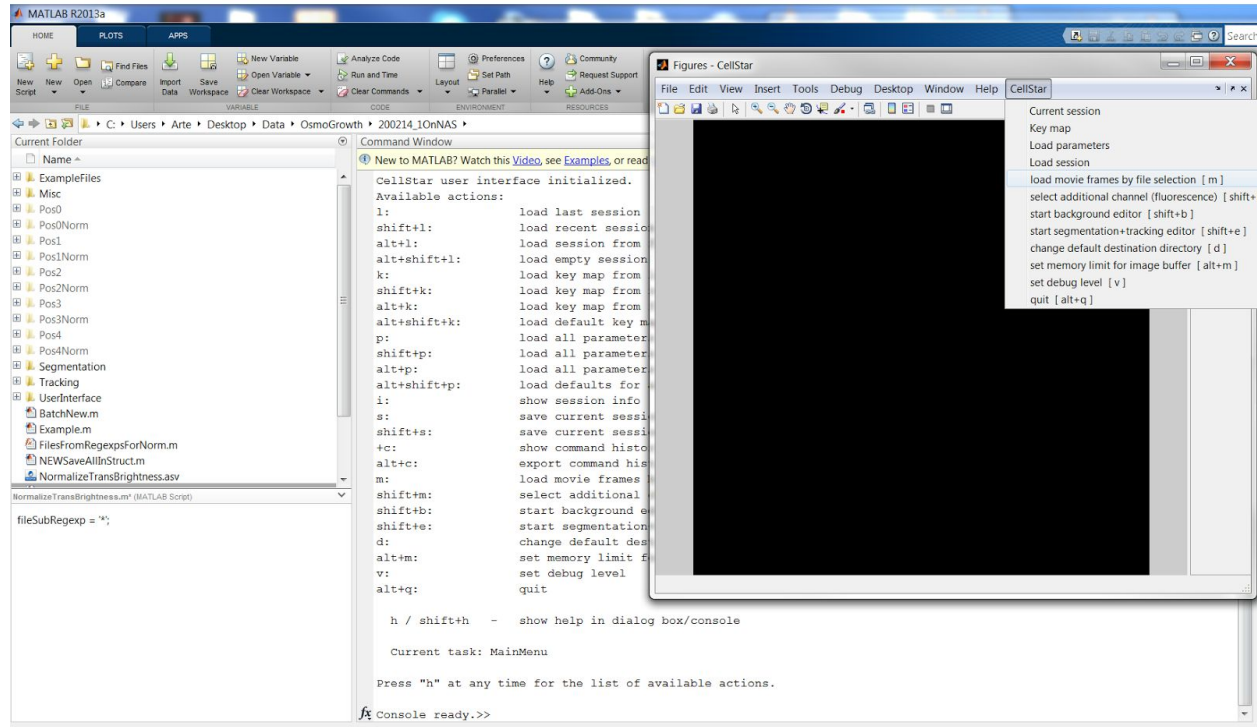 MATLAB R2013a
HOME PLOTS APPS
Search
New Script
New
Open
Find Files
Compare
Import Data
Save Workspace
New Variable
Open Variable
Clear Workspace
Analyze Code
Run and Time
Clear Commands
Layout
Preferences
Set Path
Parallel
Help
Community
Request Support
Add-Ons
FILE VARIABLE CODE ENVIRONMENT RESOURCES
C: Users Arte Desktop Data OsmoGrowth 200214_1OnNAS
Current Folder
Name
ExampleFiles
Misc
Pos0
Pos0Norm
Pos1
Pos1Norm
Pos2
Pos2Norm
Pos3
Pos3Norm
Pos4
Pos4Norm
Segmentation
Tracking
UserInterface
BatchNew.m
Example.m
FilesFromRegexpsForNorm.m
NEWSaveAllInStruct.m
NormalizeTransBrightness.asv
NormalizeTransBrightness.m* (MATLAB Script)
fileSubRegexp = '*';
Command Window
New to MATLAB? Watch this Video, see Examples, or read
CellStar user interface initialized.
Available actions:
l: load last session
shift+l: load recent sessio
alt+l: load session from
alt+shift+l: load empty session
k: load key map from
shift+k: load key map from
alt+k: load key map from
alt+shift+k: load default key m
p: load all parameter
shift+p: load all parameter
alt+p: load all parameter
alt+shift+p: load defaults for
i: show session info
s: save current sessi
shift+s: save current sessi
+c: show command histo
alt+c: export command his
m: load movie frames
shift+m: select additional
shift+b: start background e
shift+e: start segmentation
d: change default des
alt+m: set memory limit f
v: set debug level
alt+q: quit
h / shift+h - show help in dialog box/console
Current task: MainMenu
Press "h" at any time for the list of available actions.
fx Console ready.>>
Figures - CellStar
File Edit View Insert Tools Debug Desktop Window Help CellStar
Current session
Key map
Load parameters
Load session
load movie frames by file selection [ m ]
select additional channel (fluorescence) [ shift+
start background editor [ shift+b ]
start segmentation+tracking editor [ shift+e ]
change default destination directory [ d ]
set memory limit for image buffer [ alt+m ]
set debug level [ v ]
quit [ alt+q ]